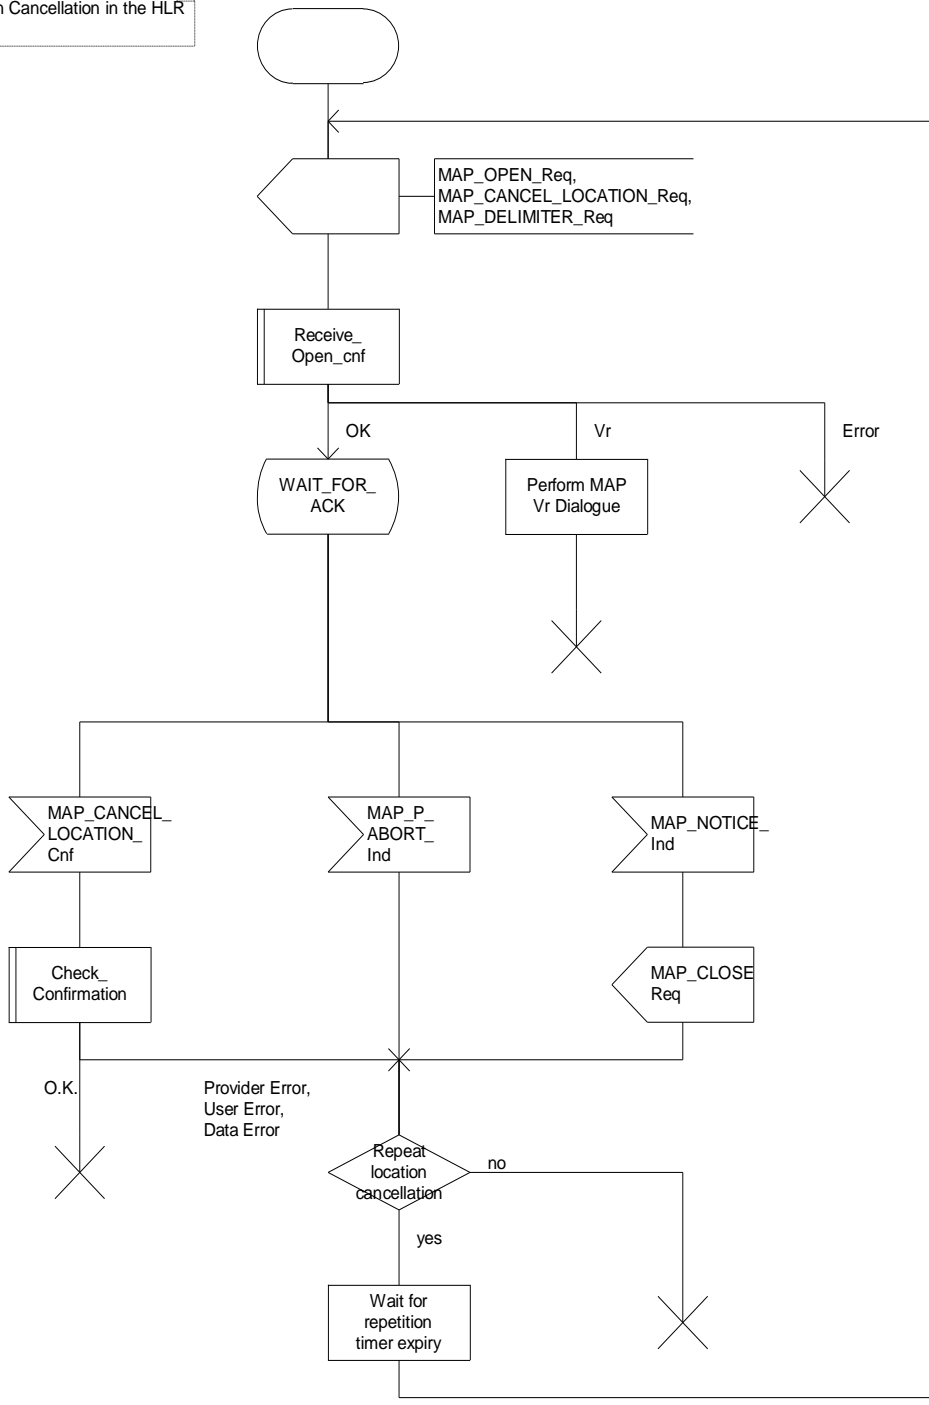 n Cancellation in the HLR
MAP_OPEN_Req,
MAP_CANCEL_LOCATION_Req,
MAP_DELIMITER_Req
Receive_
Open_cnf
OK
Vr
Error
WAIT_FOR_
ACK
Perform MAP
Vr Dialogue
MAP_CANCEL_
LOCATION_
Cnf
MAP_P_
ABORT_
Ind
MAP_NOTICE_
Ind
Check_
Confirmation
MAP_CLOSE
Req
O.K.
Provider Error,
User Error,
Data Error
Repeat
location
cancellation
no
yes
Wait for
repetition
timer expiry